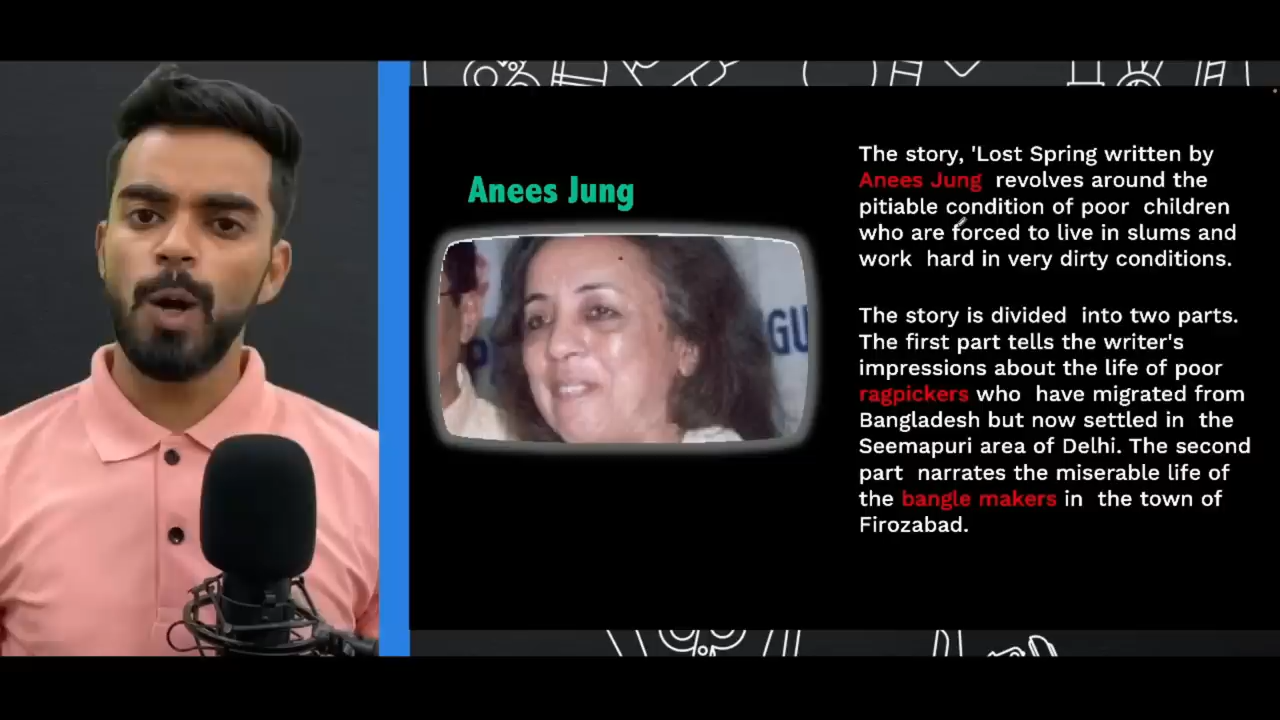 Anees Jung
The story, 'Lost Spring written by
Anees Jung revolves around the
pitiable condition of poor children
who are forced to live in slums and
work hard in very dirty conditions.
The story is divided into two parts.
The first part tells the writer's
impressions about the life of poor
ragpickers who have migrated from
Bangladesh but now settled in the
Seemapuri area of Delhi. The second
part narrates the miserable life of
the bangle makers in the town of
Firozabad.
GU